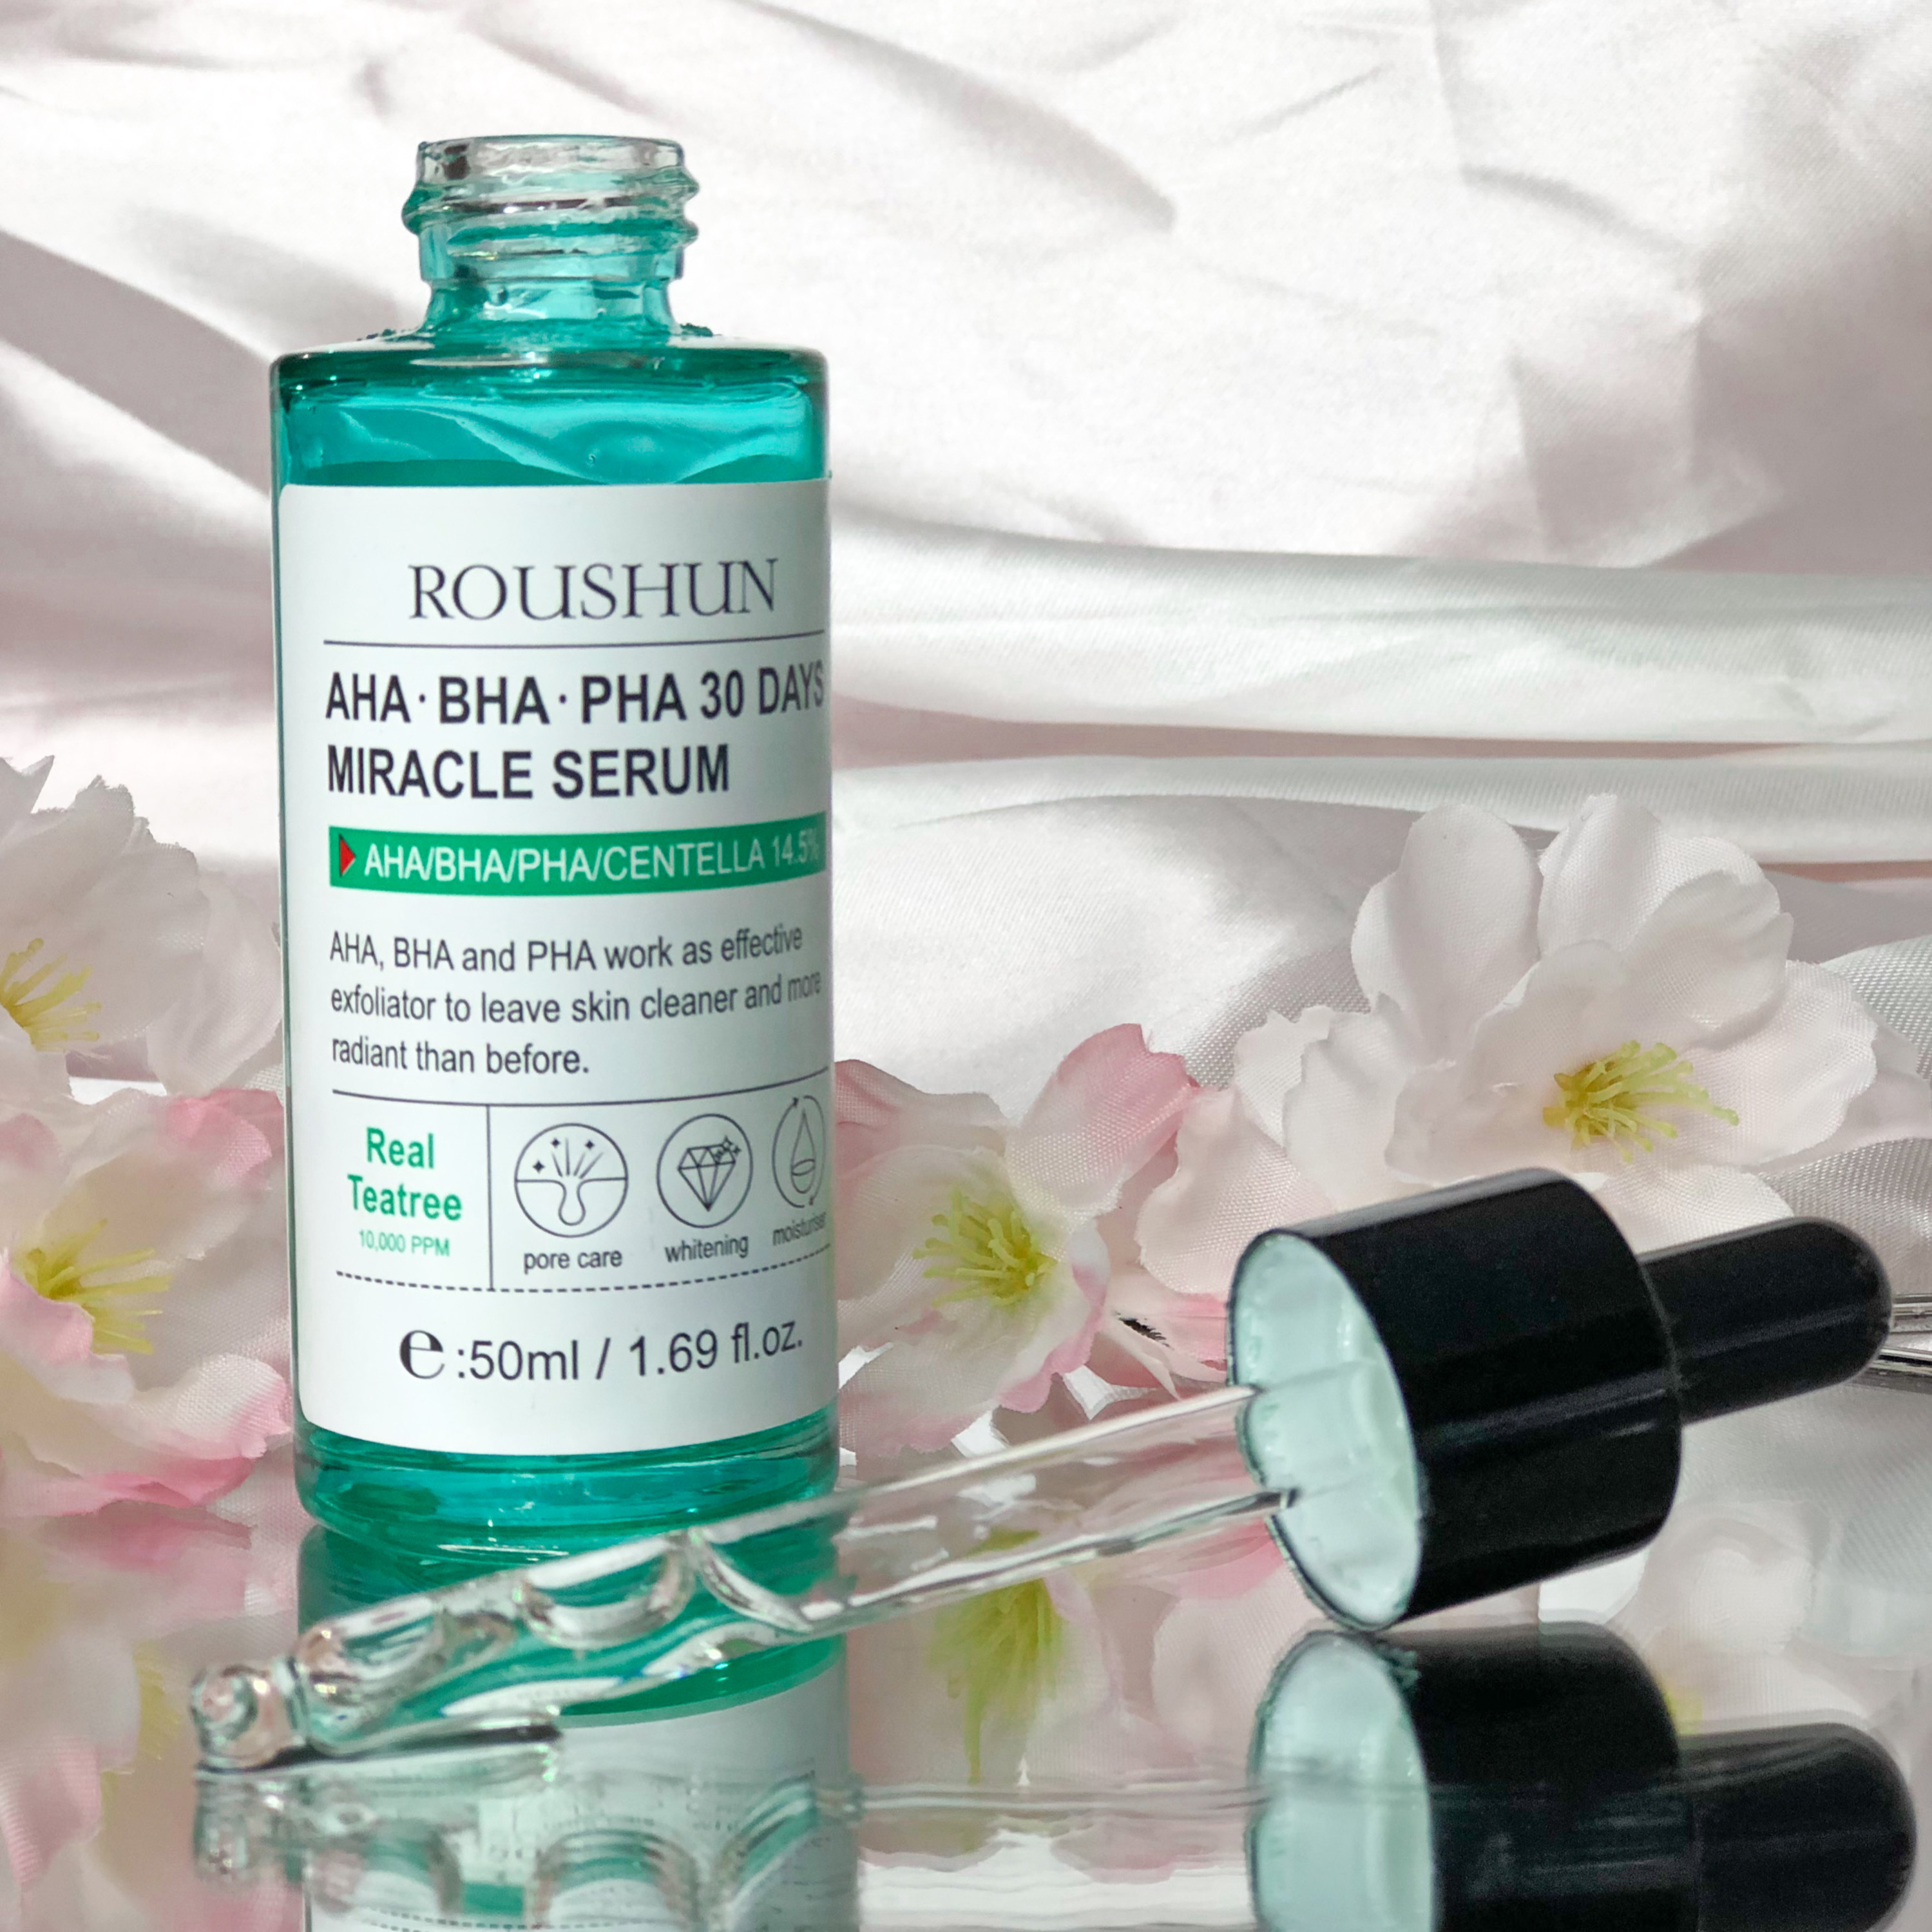 ROUSHUN
AHA·BHA·PHA 30 DAYS
MIRACLE SERUM
AHA/BHA/PHA/CENTELLA 14.5%
AHA, BHA and PHA work as effective
exfoliator to leave skin cleaner and more
radiant than before.
Real
Teatree
10,000 PPM
pore care
whitening
℮:50ml / 1.69 fl.oz.